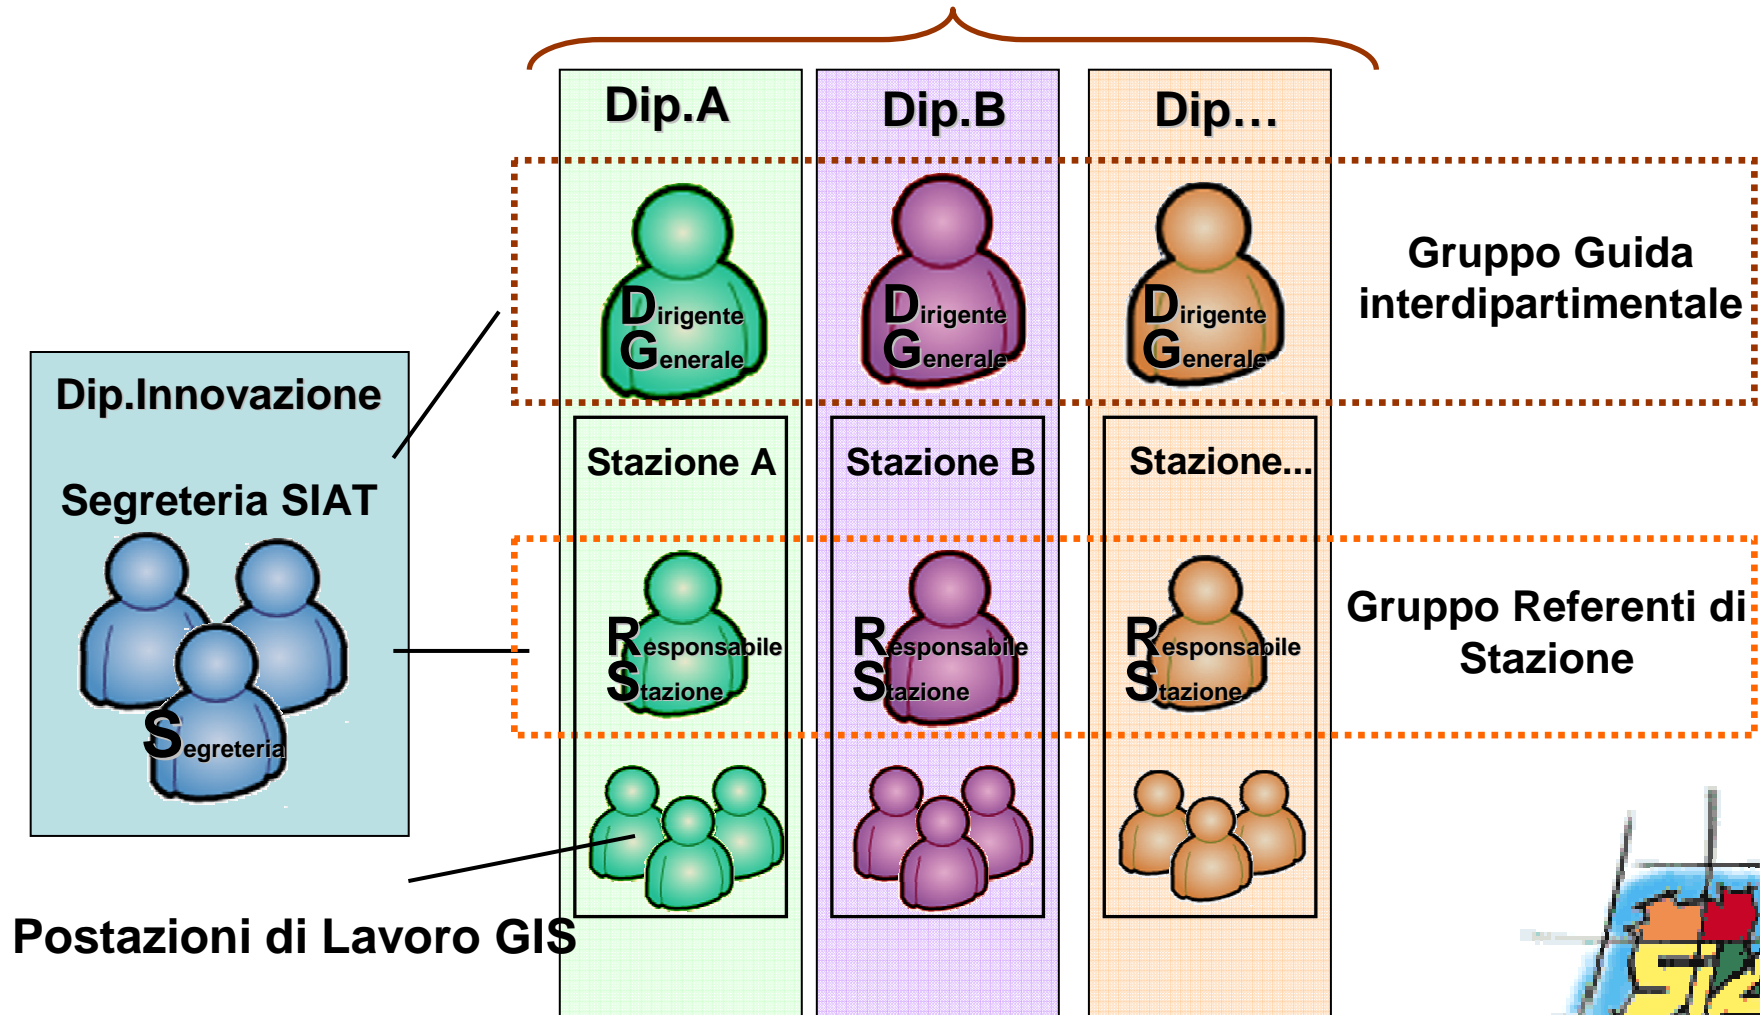 Dip.A
Dip.B
Dip...
Dirigente
Generale
Dirigente
Generale
Dirigente
Generale
Gruppo Guida
interdipartimentale
Dip.Innovazione
Segreteria SIAT
Segreteria
Stazione A
Stazione B
Stazione...
Responsabile
Stazione
Responsabile
Stazione
Responsabile
Stazione
Gruppo Referenti di
Stazione
Postazioni di Lavoro GIS